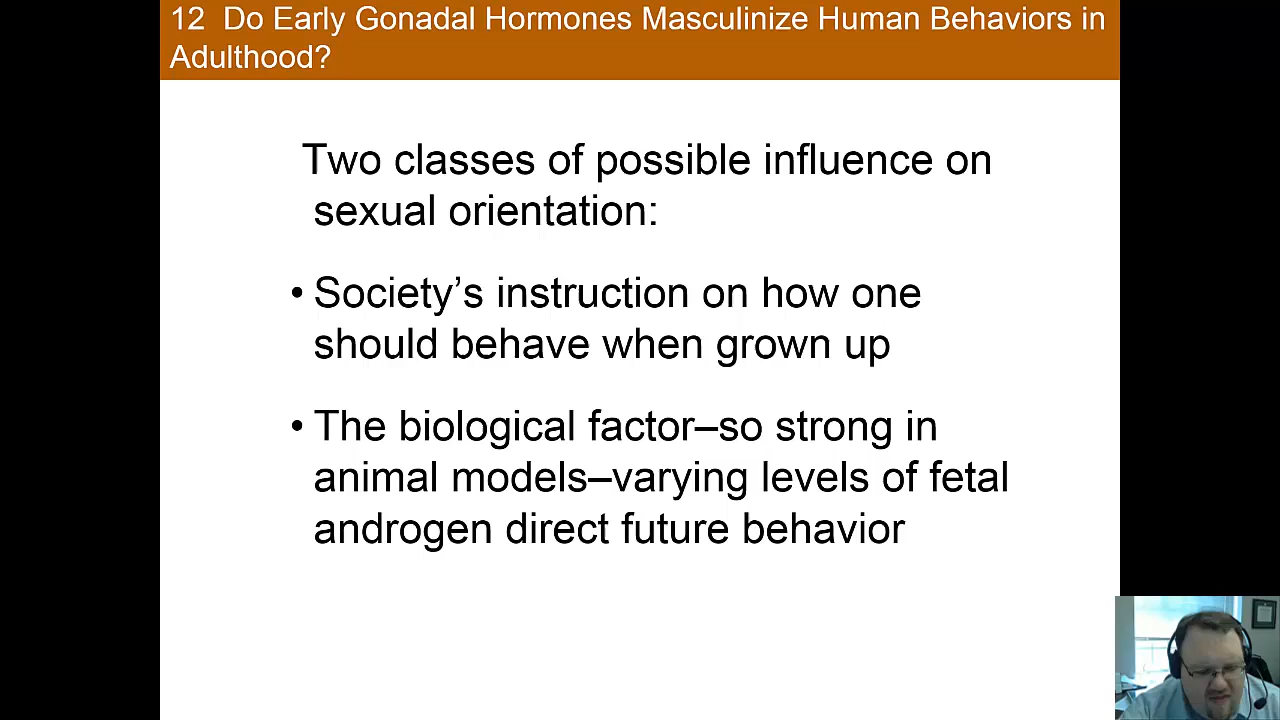 12 Do Early Gonadal Hormones Masculinize Human Behaviors in
Adulthood?
Two classes of possible influence on
sexual orientation:
• Society’s instruction on how one
should behave when grown up
• The biological factor–so strong in
animal models–varying levels of fetal
androgen direct future behavior